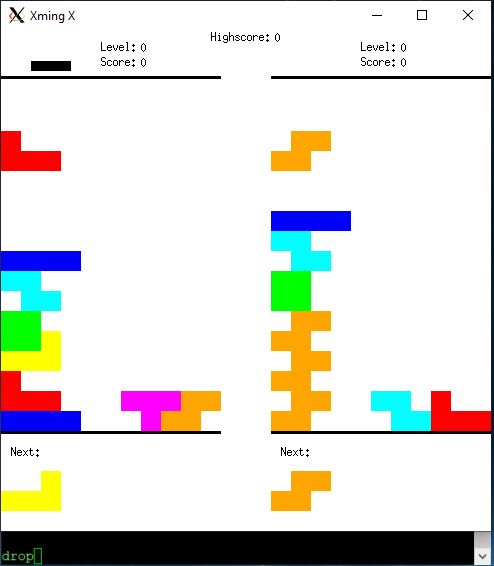 Xming X
Highscore: 0
Level: 0
Score: 0
Level: 0
Score: 0
Next:
Next:
drop